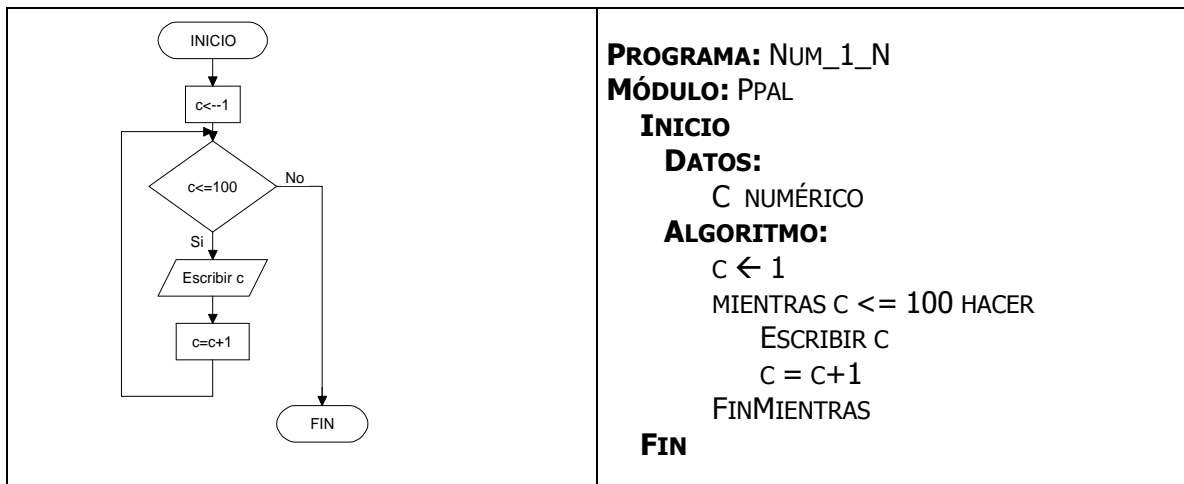 INICIO
c<--1
c<=100
No
Si
Escribir c
c=c+1
FIN
PROGRAMA: NUM_1_N
MÓDULO: PPAL
INICIO
DATOS:
C NUMÉRICO
ALGORITMO:
C ← 1
MIENTRAS C <= 100 HACER
ESCRIBIR C
C = C+1
FINMIENTRAS
FIN